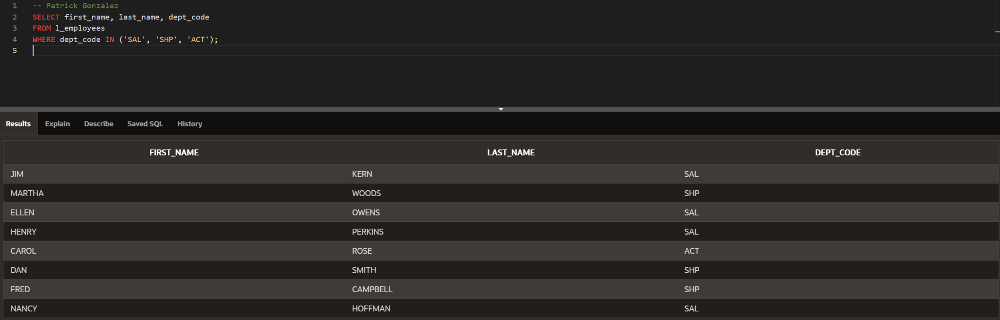 1 -- Patrick Gonzalez
2 SELECT first_name, last_name, dept_code
3 FROM l_employees
4 WHERE dept_code IN ('SAL', 'SHP', 'ACT');
5
Results Explain Describe Saved SQL History
FIRST_NAME LAST_NAME DEPT_CODE
JIM KERN SAL
MARTHA WOODS SHP
ELLEN OWENS SAL
HENRY PERKINS SAL
CAROL ROSE ACT
DAN SMITH SHP
FRED CAMPBELL SHP
NANCY HOFFMAN SAL